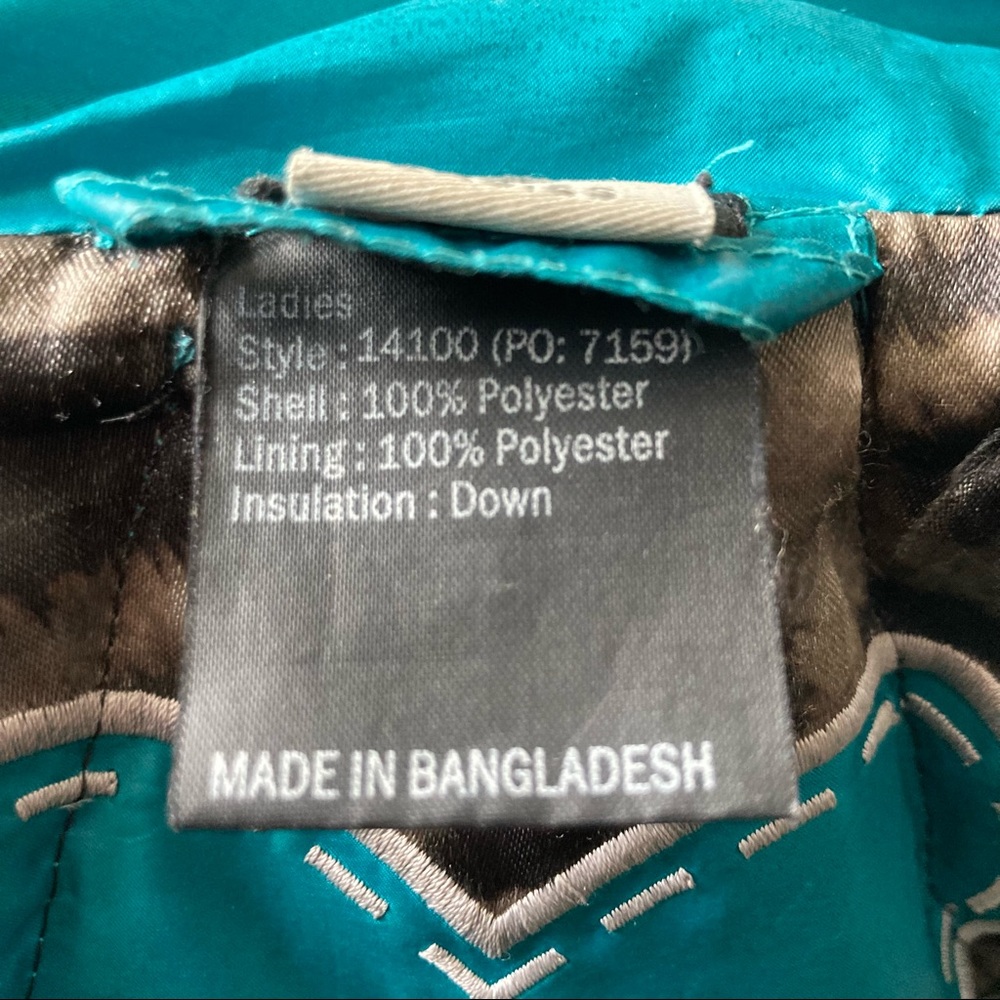 Ladies
Style : 14100 (PO: 7159)
Shell : 100% Polyester
Lining : 100% Polyester
Insulation : Down
MADE IN BANGLADESH